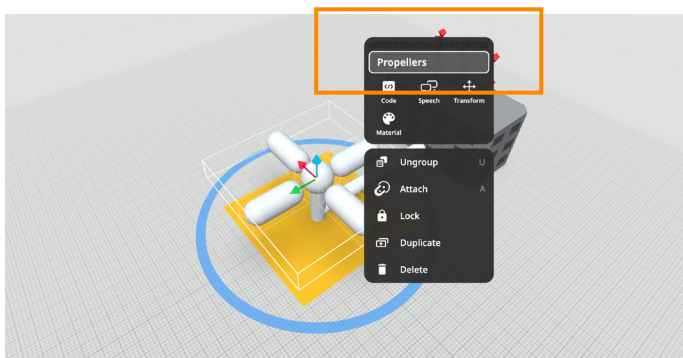 Propellers
Code Speech Transform
Material
Ungroup U
Attach A
Lock
Duplicate
Delete